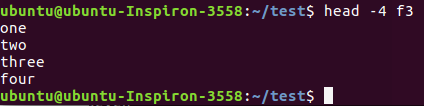 ubuntu@ubuntu-Inspiron-3558:~/test$ head -4 f3
one
two
three
four
ubuntu@ubuntu-Inspiron-3558:~/test$